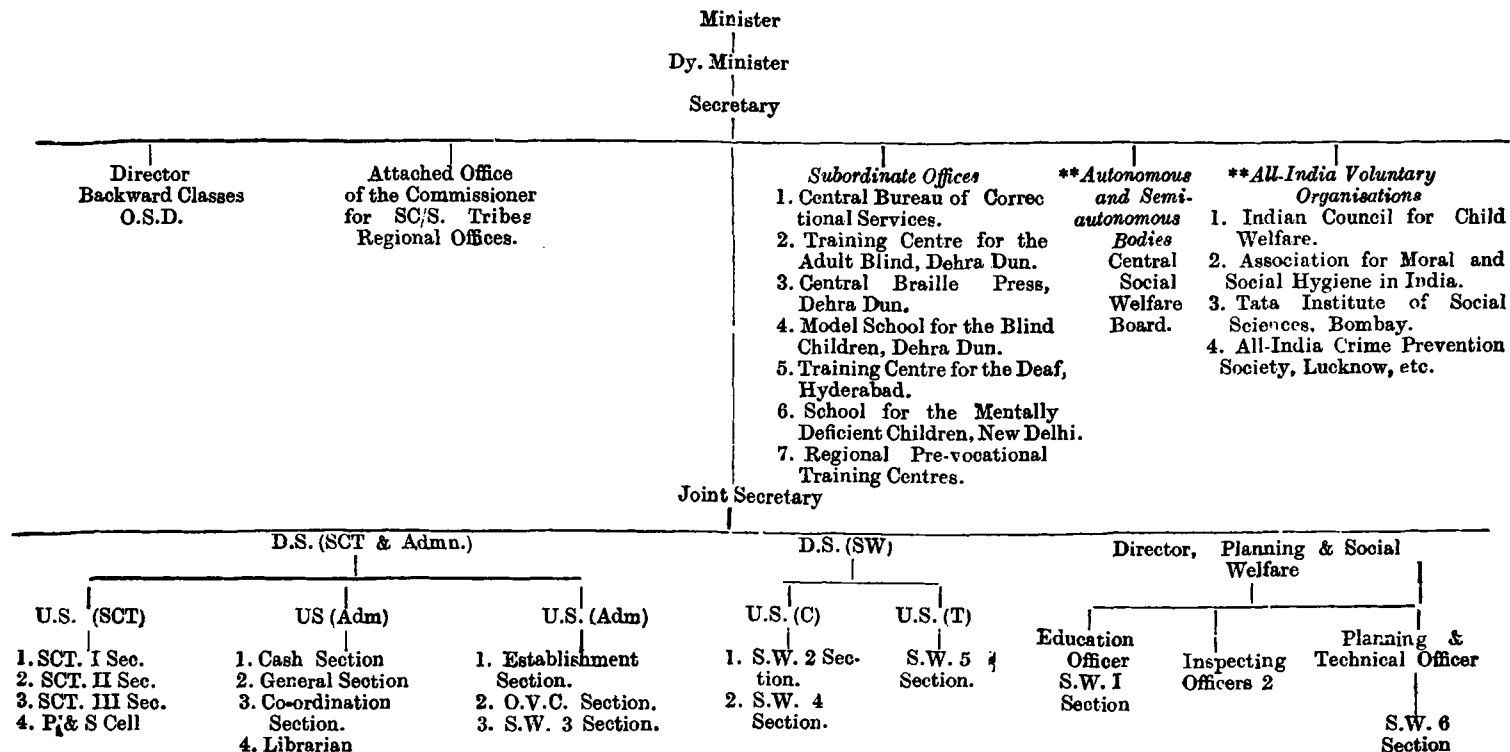 Minister
Dy. Minister
Secretary
Director
Backward Classes
O.S.D.
Attached Office
of the Commissioner
for SC/S. Tribes
Regional Offices.
Subordinate Offices
1. Central Bureau of Correc
tional Services.
2. Training Centre for the
Adult Blind, Dehra Dun.
3. Central Braille Press,
Dehra Dun.
4. Model School for the Blind
Children, Dehra Dun.
5. Training Centre for the Deaf,
Hyderabad.
6. School for the Mentally
Deficient Children, New Delhi.
7. Regional Pre-vocational
Training Centres.
**Autonomous
and Semi-
autonomous
Bodies
Central
Social
Welfare
Board.
**All-India Voluntary
Organisations
1. Indian Council for Child
Welfare.
2. Association for Moral and
Social Hygiene in India.
3. Tata Institute of Social
Sciences, Bombay.
4. All-India Crime Prevention
Society, Lucknow, etc.
Joint Secretary
D.S. (SCT & Admn.)
U.S. (SCT)
1. SCT. I Sec.
2. SCT. II Sec.
3. SCT. III Sec.
4. P. & S Cell
US (Adm)
1. Cash Section
2. General Section
3. Co-ordination
Section.
4. Librarian
U.S. (Adm)
1. Establishment
Section.
2. O.V.C. Section.
3. S.W. 3 Section.
D.S. (SW)
U.S. (C)
1. S.W. 2 Sec-
tion.
2. S.W. 4
Section.
U.S. (T)
S.W. 5
Section.
Director, Planning & Social
Welfare
Education
Officer
S.W. I
Section
Inspecting
Officers 2
Planning &
Technical Officer
S.W. 6
Section